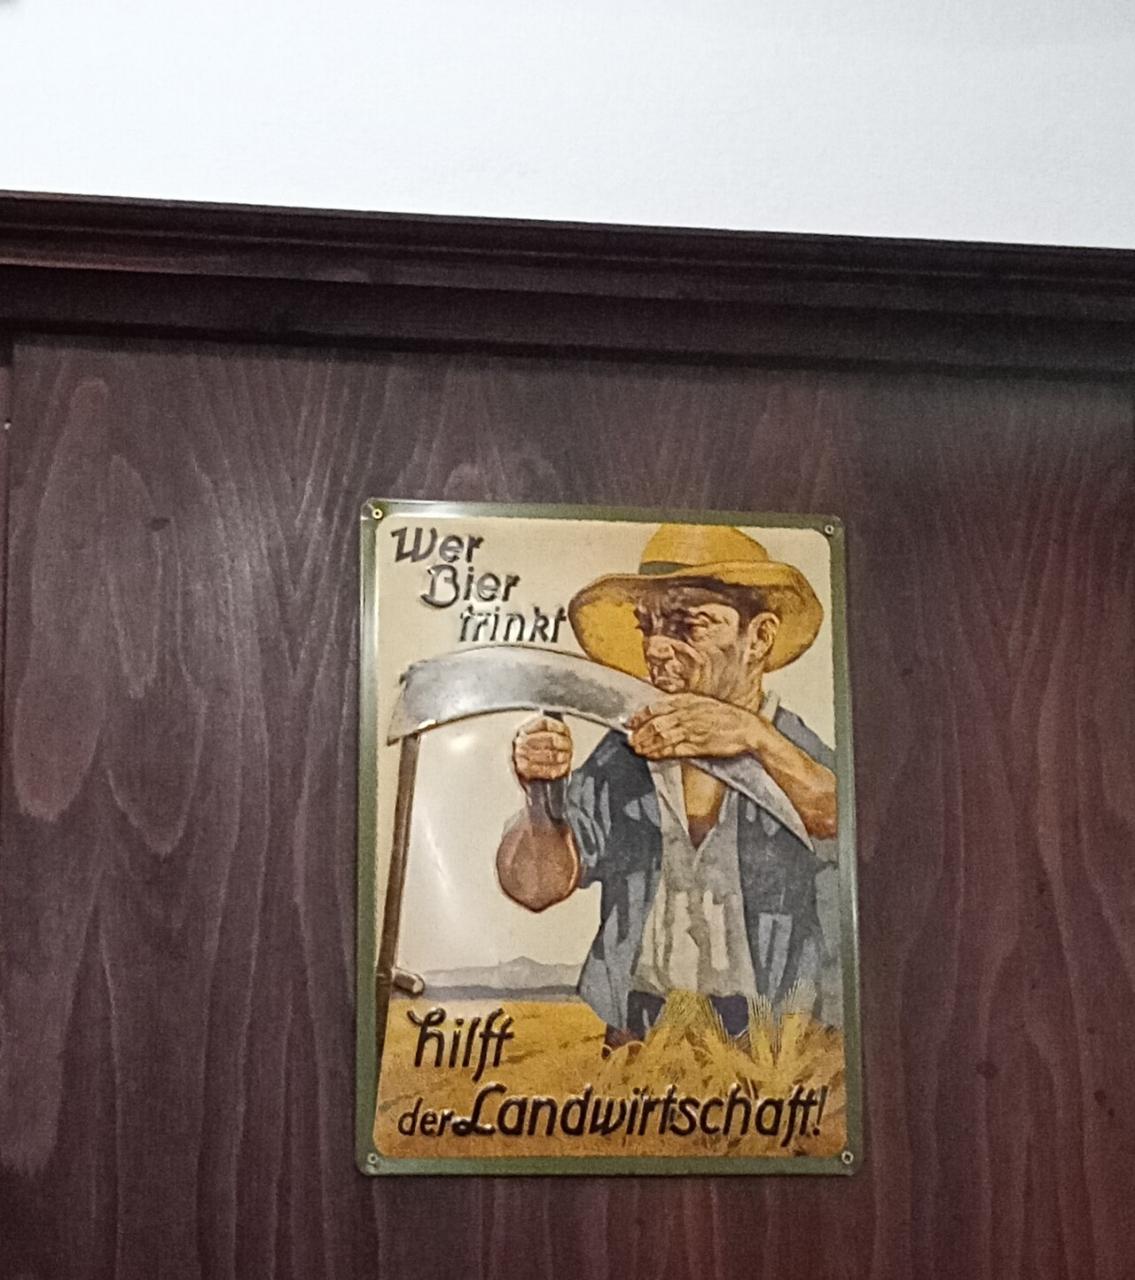 Wer
Bier
trinkt
hilft
der Landwirtschaft!